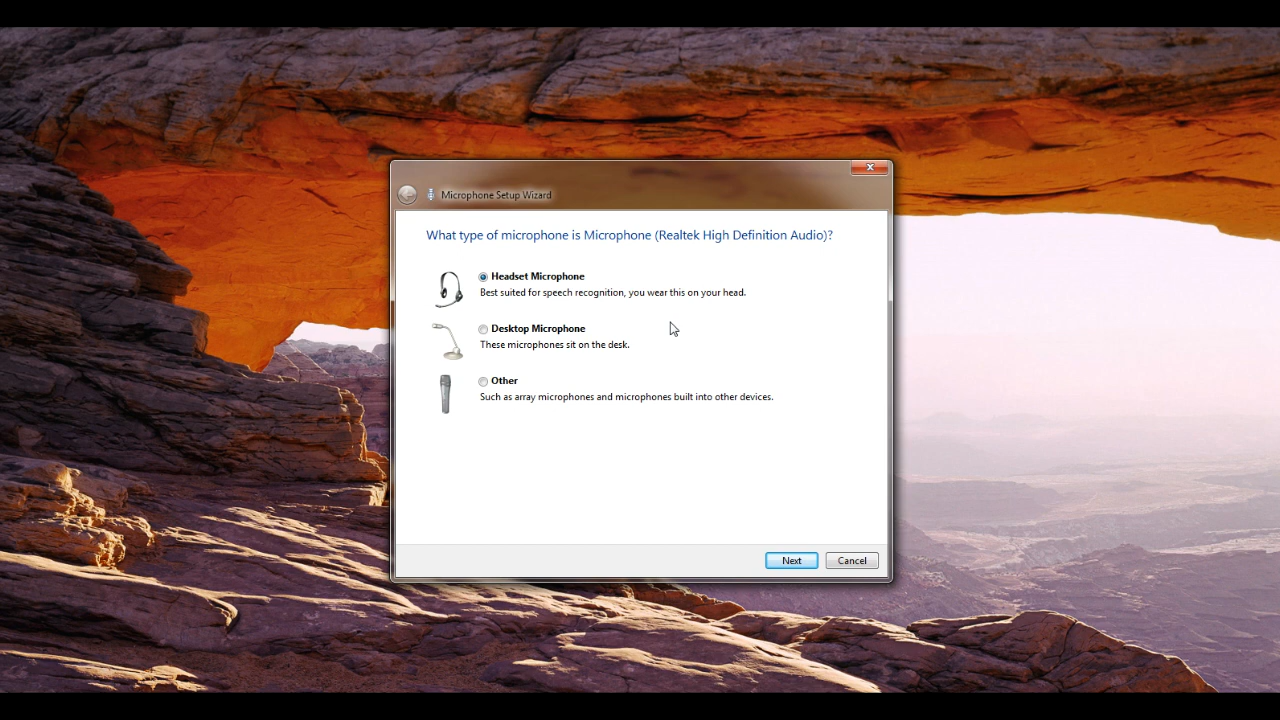 Microphone Setup Wizard
What type of microphone is Microphone (Realtek High Definition Audio)?
Headset Microphone
Best suited for speech recognition, you wear this on your head.
Desktop Microphone
These microphones sit on the desk.
Other
Such as array microphones and microphones built into other devices.
Next Cancel